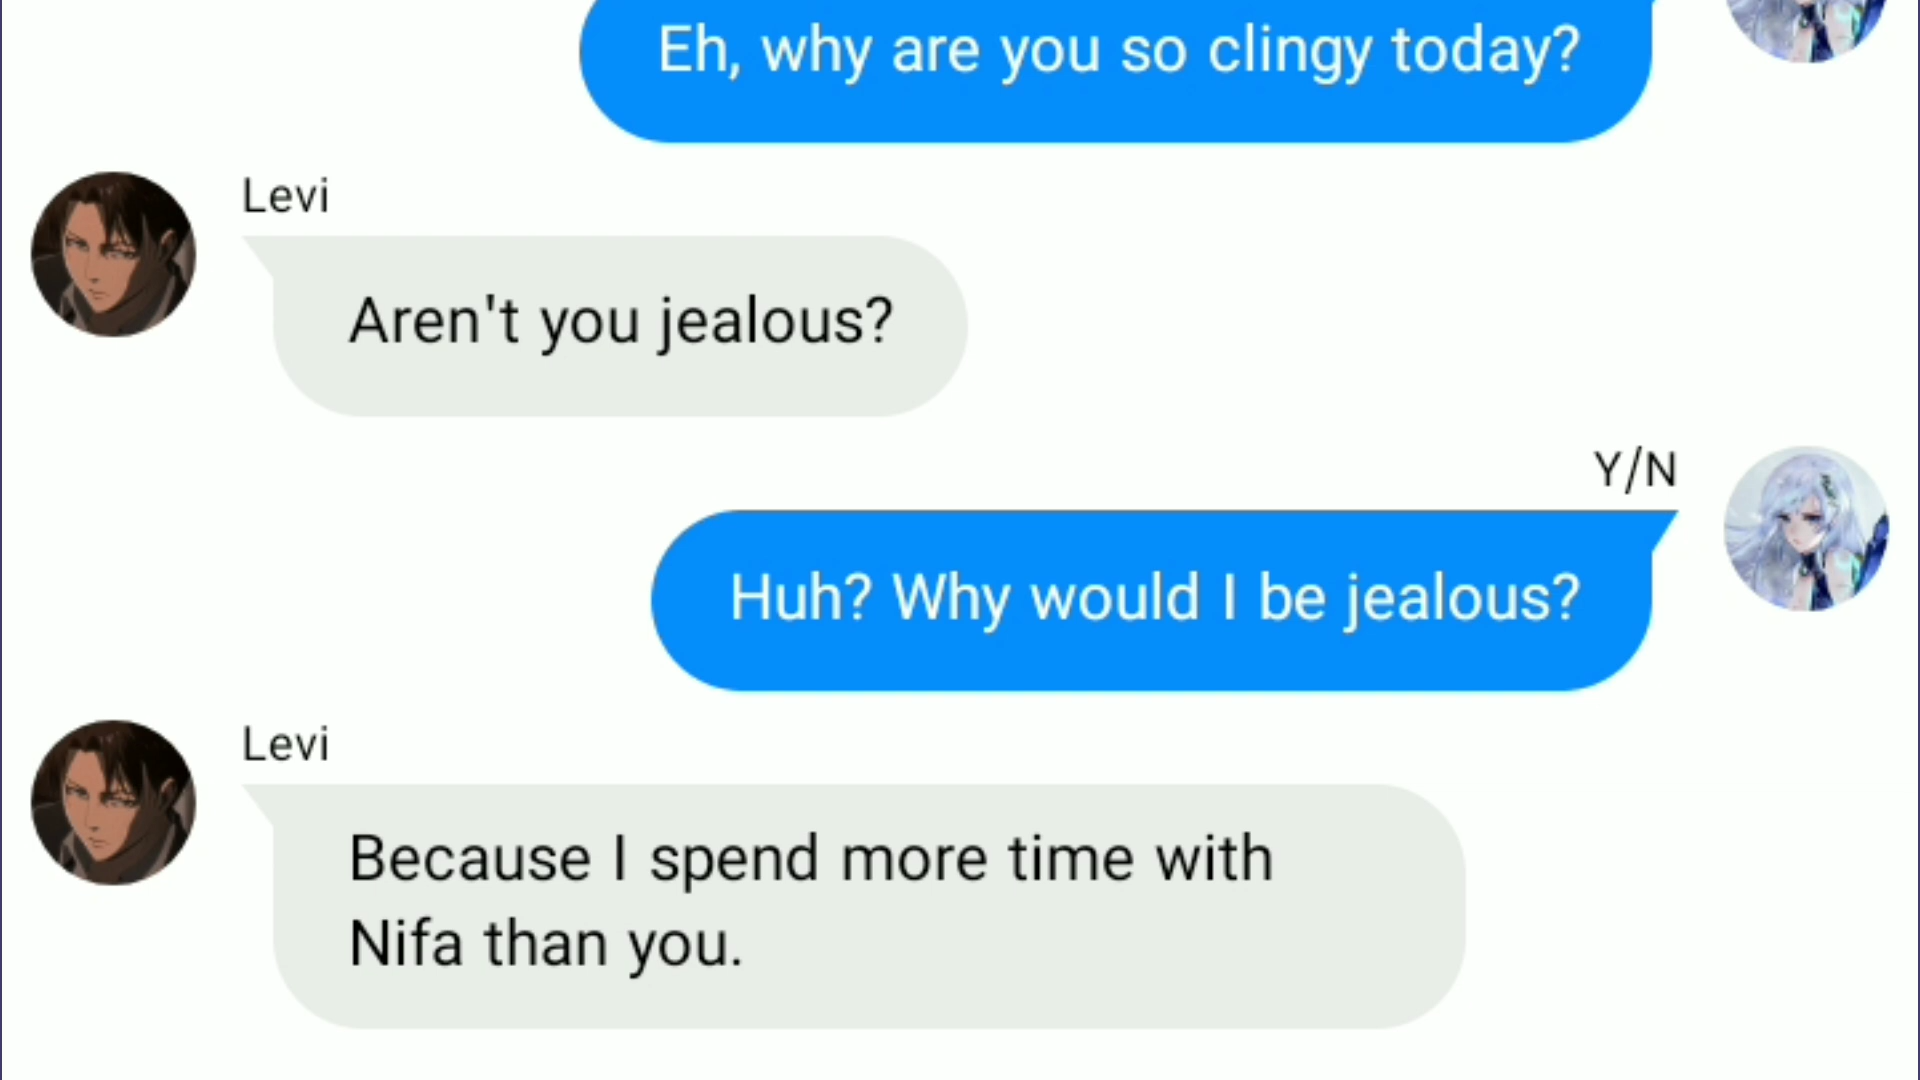 Eh, why are you so clingy today?
Levi
Aren't you jealous?
Y/N
Huh? Why would I be jealous?
Levi
Because I spend more time with
Nifa than you.